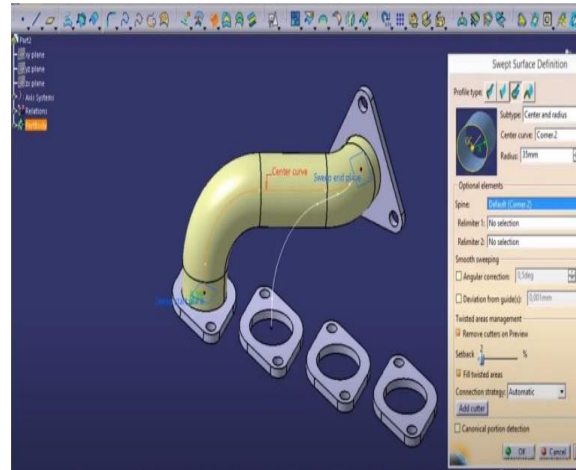 Part2
xy plane
yz plane
zx plane
Axis Systems
Relations
PartBody
Center curve
Sweep end plane
Swept Surface Definition
Profile type:
Subtype: Center and radius
Center curve: Corner.2
Radius: 35mm
Optional elements
Spine: Default (Corner.2)
Relimiter 1: No selection
Relimiter 2: No selection
Smooth sweeping
Angular correction: 0,5deg
Deviation from guide(s): 0,001mm
Twisted areas management
Remove cutters on Preview
Setback 2 %
Fill twisted areas
Connection strategy: Automatic
Add cutter
Canonical portion detection
OK Cancel